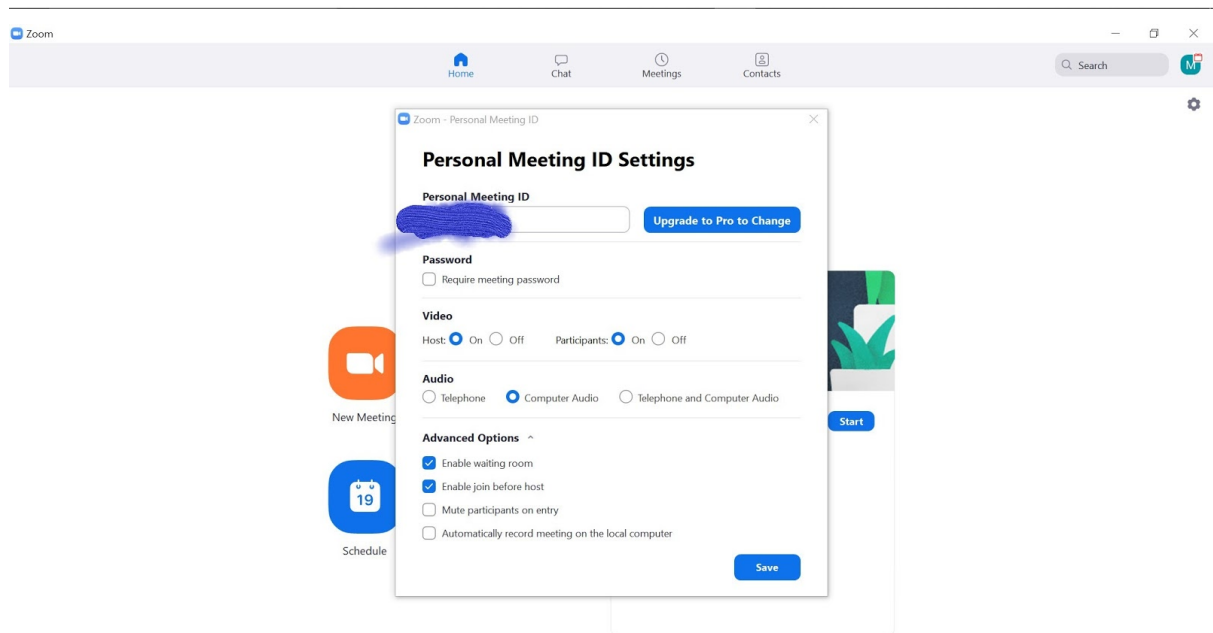 Zoom
Home Chat Meetings Contacts
Search
M
Zoom - Personal Meeting ID
Personal Meeting ID Settings
Personal Meeting ID
Upgrade to Pro to Change
Password
Require meeting password
Video
Host: On Off Participants: On Off
Audio
Telephone Computer Audio Telephone and Computer Audio
New Meeting
Start
Advanced Options
Enable waiting room
Enable join before host
19
Mute participants on entry
Automatically record meeting on the local computer
Schedule
Save